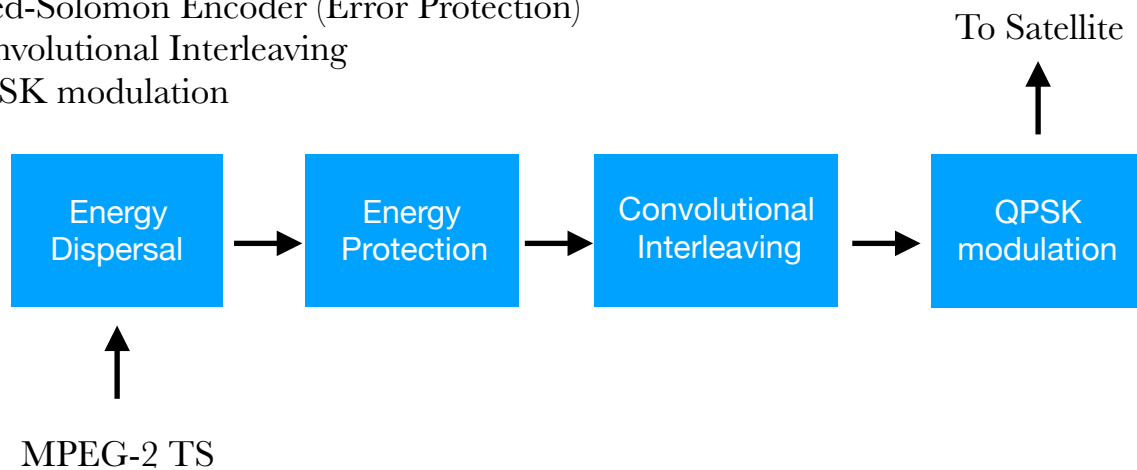 ed-Solomon Encoder (Error Protection)
nvolutional Interleaving
SK modulation
To Satellite
Energy
Dispersal
Energy
Protection
Convolutional
Interleaving
QPSK
modulation
MPEG-2 TS